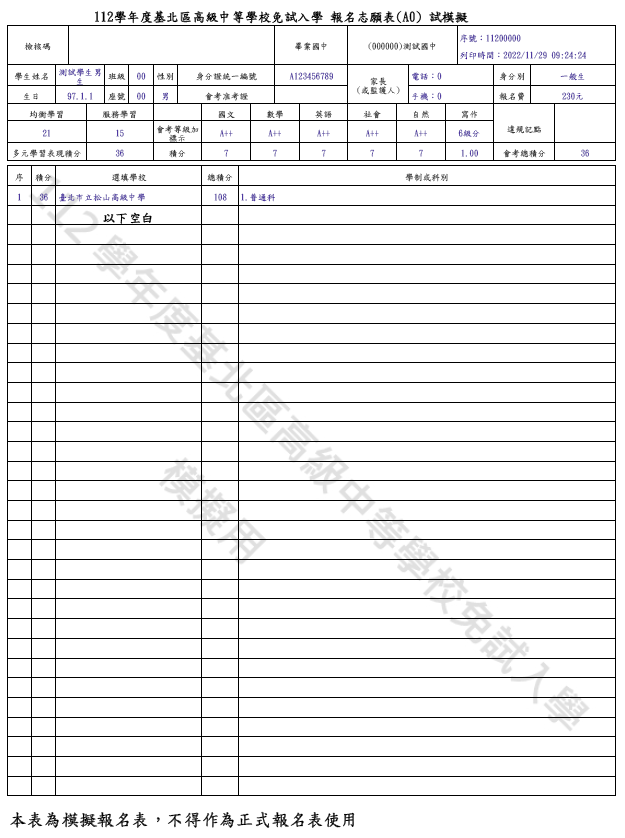 112學年度基北區高級中等學校免試入學 報名志願表(A0) 試模擬
檢核碼 畢業國中 (000000)測試國中 序號：11200000
列印時間：2022/11/29 09:24:24
學生姓名 測試學生男生 班級 00 性別 身分證統一編號 A123456789 家長(或監護人) 電話：0 身分別 一般生
生日 97.1.1 座號 00 男 會考准考證 手機：0 報名費 230元
均衡學習 服務學習 會考等級加標示 國文 數學 英語 社會 自然 寫作 違規記點
21 15 A++ A++ A++ A++ A++ 6級分
多元學習表現積分 36 積分 7 7 7 7 7 1.00 會考總積分 36
序 積分 選填學校 總積分 學制或科別
1 36 臺北市立松山高級中學 108 1.普通科
以下空白
112 學年度基北區高級中等學校免試入學
模擬用
本表為模擬報名表，不得作為正式報名表使用